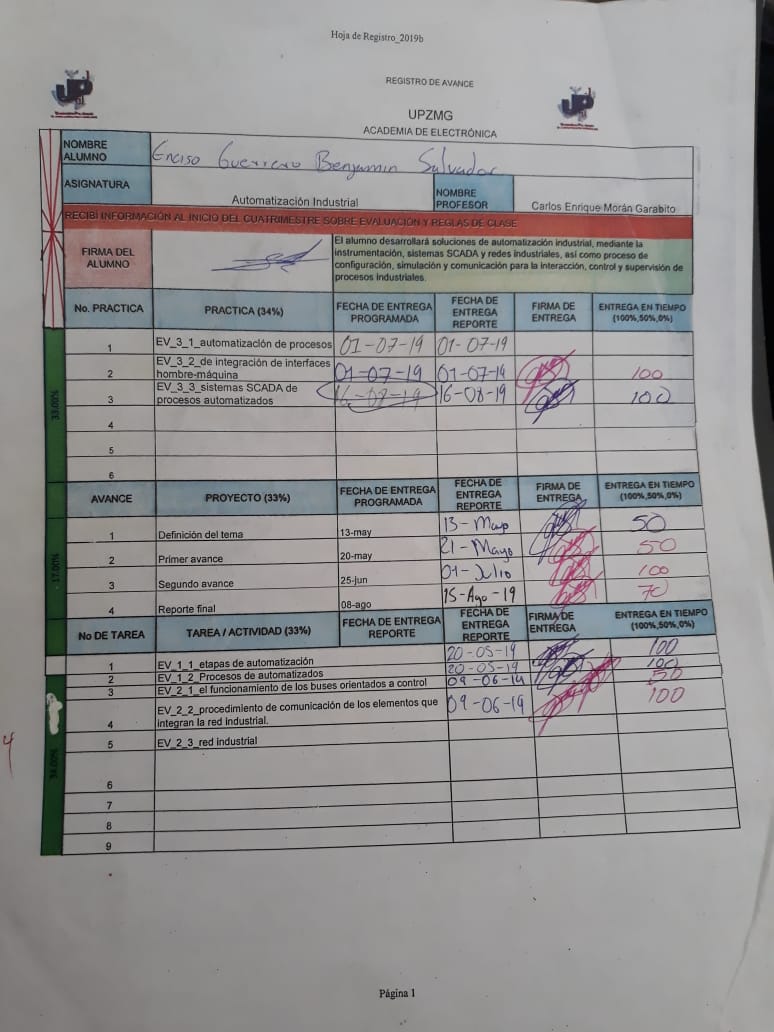 Hoja de Registro_2019b
REGISTRO DE AVANCE
UPZMG
ACADEMIA DE ELECTRÓNICA
NOMBRE ALUMNO Enciso Guerrero Benjamin Salvador
ASIGNATURA Automatización Industrial NOMBRE PROFESOR Carlos Enrique Morán Garabito
RECIBI INFORMACIÓN AL INICIO DEL CUATRIMESTRE SOBRE EVALUACIÓN Y REGLAS DE CLASE
FIRMA DEL ALUMNO
El alumno desarrollará soluciones de automatización industrial, mediante la
instrumentación, sistemas SCADA y redes industriales, así como proceso de
configuración, simulación y comunicación para la interacción, control y supervisión de
procesos industriales.
No. PRACTICA PRACTICA (34%) FECHA DE ENTREGA PROGRAMADA FECHA DE ENTREGA REPORTE FIRMA DE ENTREGA ENTREGA EN TIEMPO (100%,50%,0%)
33.00%
1 EV_3_1_automatización de procesos 01-07-19 01-07-19
2 EV_3_2_de integración de interfaces hombre-máquina 01-07-19 01-07-19 100
3 EV_3_3_sistemas SCADA de procesos automatizados 16-08-19 16-08-19 100
4
5
6
AVANCE PROYECTO (33%) FECHA DE ENTREGA PROGRAMADA FECHA DE ENTREGA REPORTE FIRMA DE ENTREGA ENTREGA EN TIEMPO (100%,50%,0%)
17.00%
1 Definición del tema 13-may 13-Mayo 50
2 Primer avance 20-may 21-Mayo 50
3 Segundo avance 25-jun 01-Julio 100
4 Reporte final 08-ago 15-Ago-19 70
No DE TAREA TAREA / ACTIVIDAD (33%) FECHA DE ENTREGA REPORTE FECHA DE ENTREGA REPORTE FIRMA DE ENTREGA ENTREGA EN TIEMPO (100%,50%,0%)
1 EV_1_1_etapas de automatización 20-05-19 100
2 EV_1_2_Procesos de automatizados 20-05-19 100
3 EV_2_1_el funcionamiento de los buses orientados a control 09-06-19 50
4 EV_2_2_procedimiento de comunicación de los elementos que integran la red industrial. 09-06-19 100
5 EV_2_3_red industrial
4
34.00%
6
7
8
9
Página 1